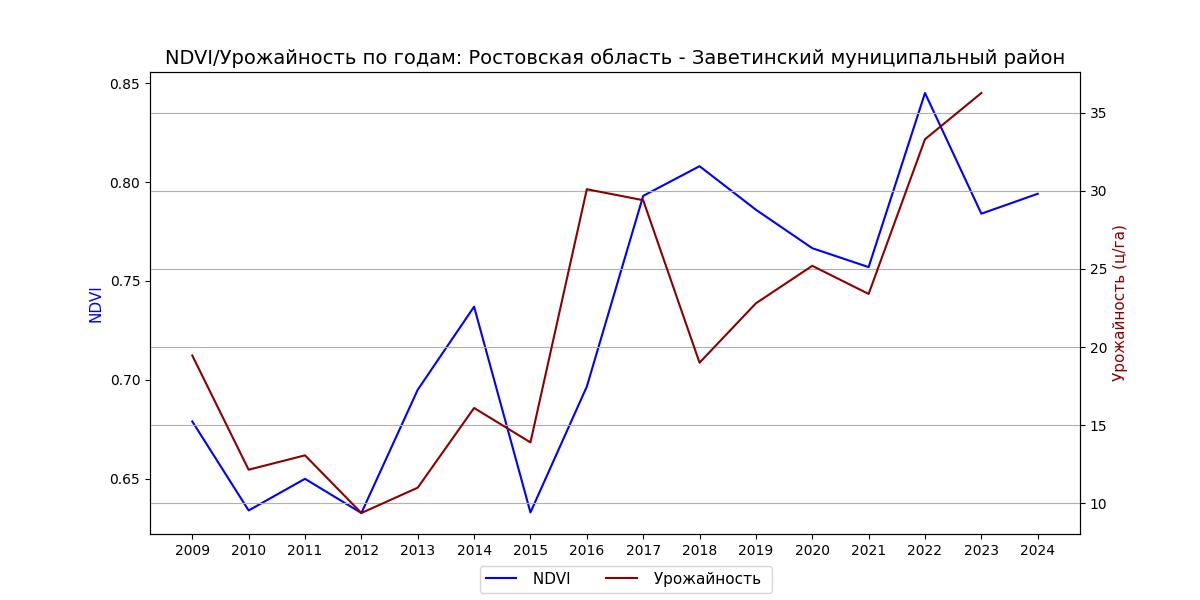 NDVI/Урожайность по годам: Ростовская область - Заветинский муниципальный район
0.85
0.80
0.75
0.70
0.65
NDVI
35
30
25
20
15
10
Урожайность (ц/га)
2009 2010 2011 2012 2013 2014 2015 2016 2017 2018 2019 2020 2021 2022 2023 2024
NDVI Урожайность